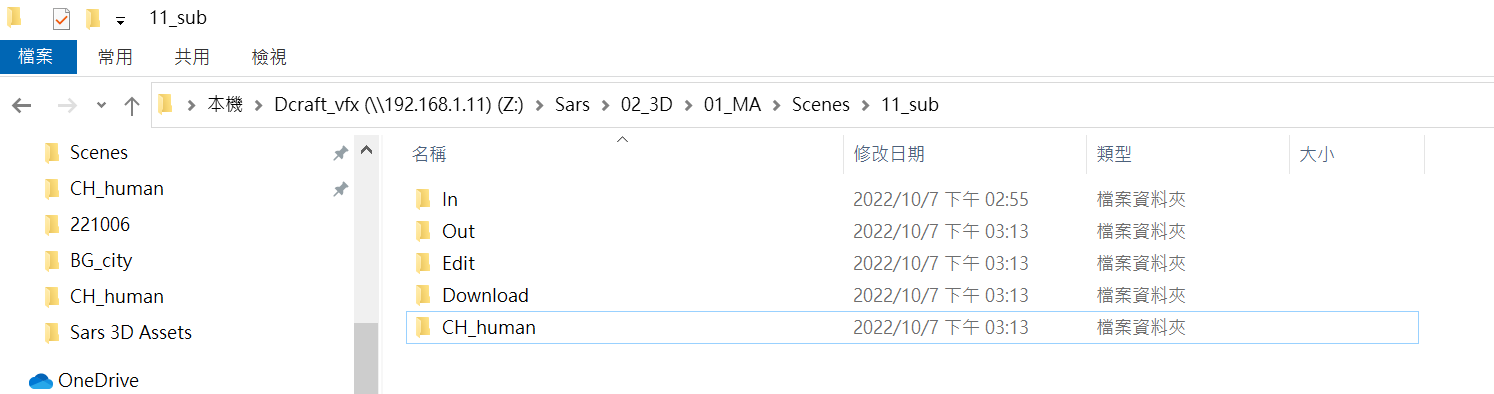 11_sub
檔案 常用 共用 檢視
本機 Dcraft_vfx (\\192.168.1.11) (Z:) Sars 02_3D 01_MA Scenes 11_sub
Scenes
CH_human
221006
BG_city
CH_human
Sars 3D Assets
OneDrive
名稱 修改日期 類型 大小
In 2022/10/7 下午 02:55 檔案資料夾
Out 2022/10/7 下午 03:13 檔案資料夾
Edit 2022/10/7 下午 03:13 檔案資料夾
Download 2022/10/7 下午 03:13 檔案資料夾
CH_human 2022/10/7 下午 03:13 檔案資料夾